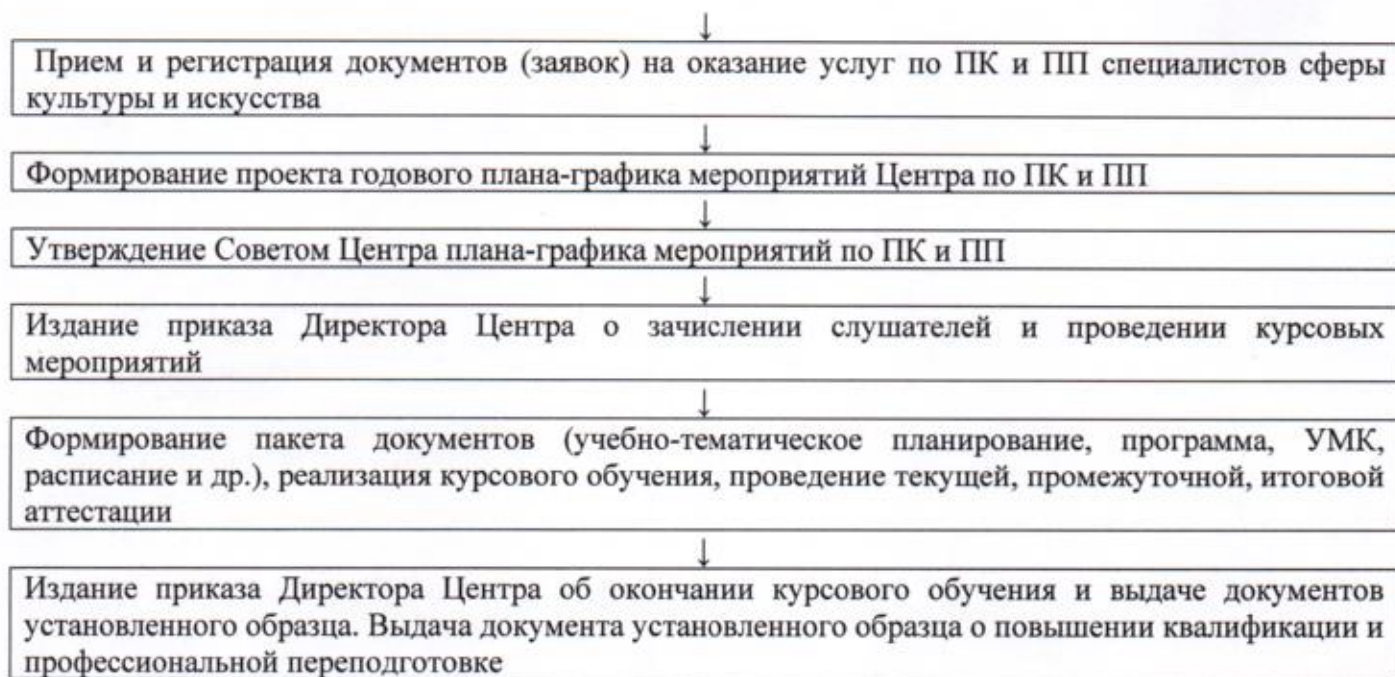 Прием и регистрация документов (заявок) на оказание услуг по ПК и ПП специалистов сферы
культуры и искусства
Формирование проекта годового плана-графика мероприятий Центра по ПК и ПП
Утверждение Советом Центра плана-графика мероприятий по ПК и ПП
Издание приказа Директора Центра о зачислении слушателей и проведении курсовых
мероприятий
Формирование пакета документов (учебно-тематическое планирование, программа, УМК,
расписание и др.), реализация курсового обучения, проведение текущей, промежуточной, итоговой
аттестации
Издание приказа Директора Центра об окончании курсового обучения и выдаче документов
установленного образца. Выдача документа установленного образца о повышении квалификации и
профессиональной переподготовке